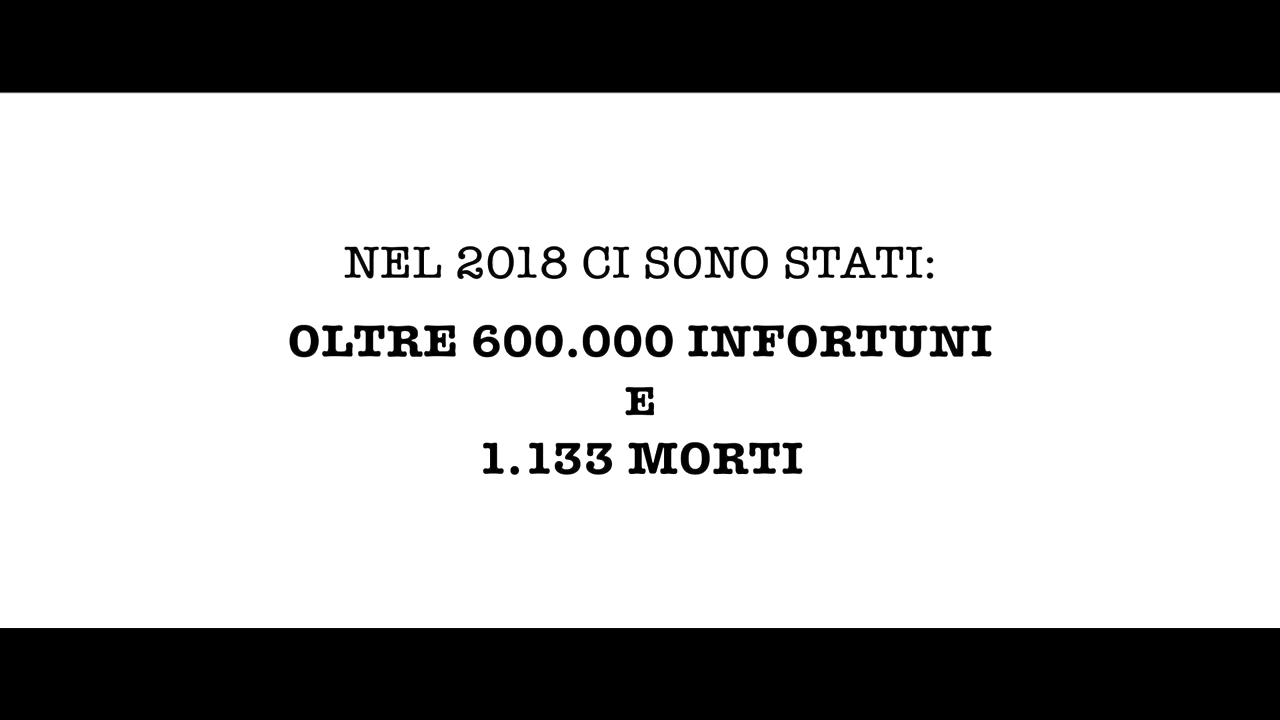 NEL 2018 CI SONO STATI:
OLTRE 600.000 INFORTUNI
E
1.133 MORTI